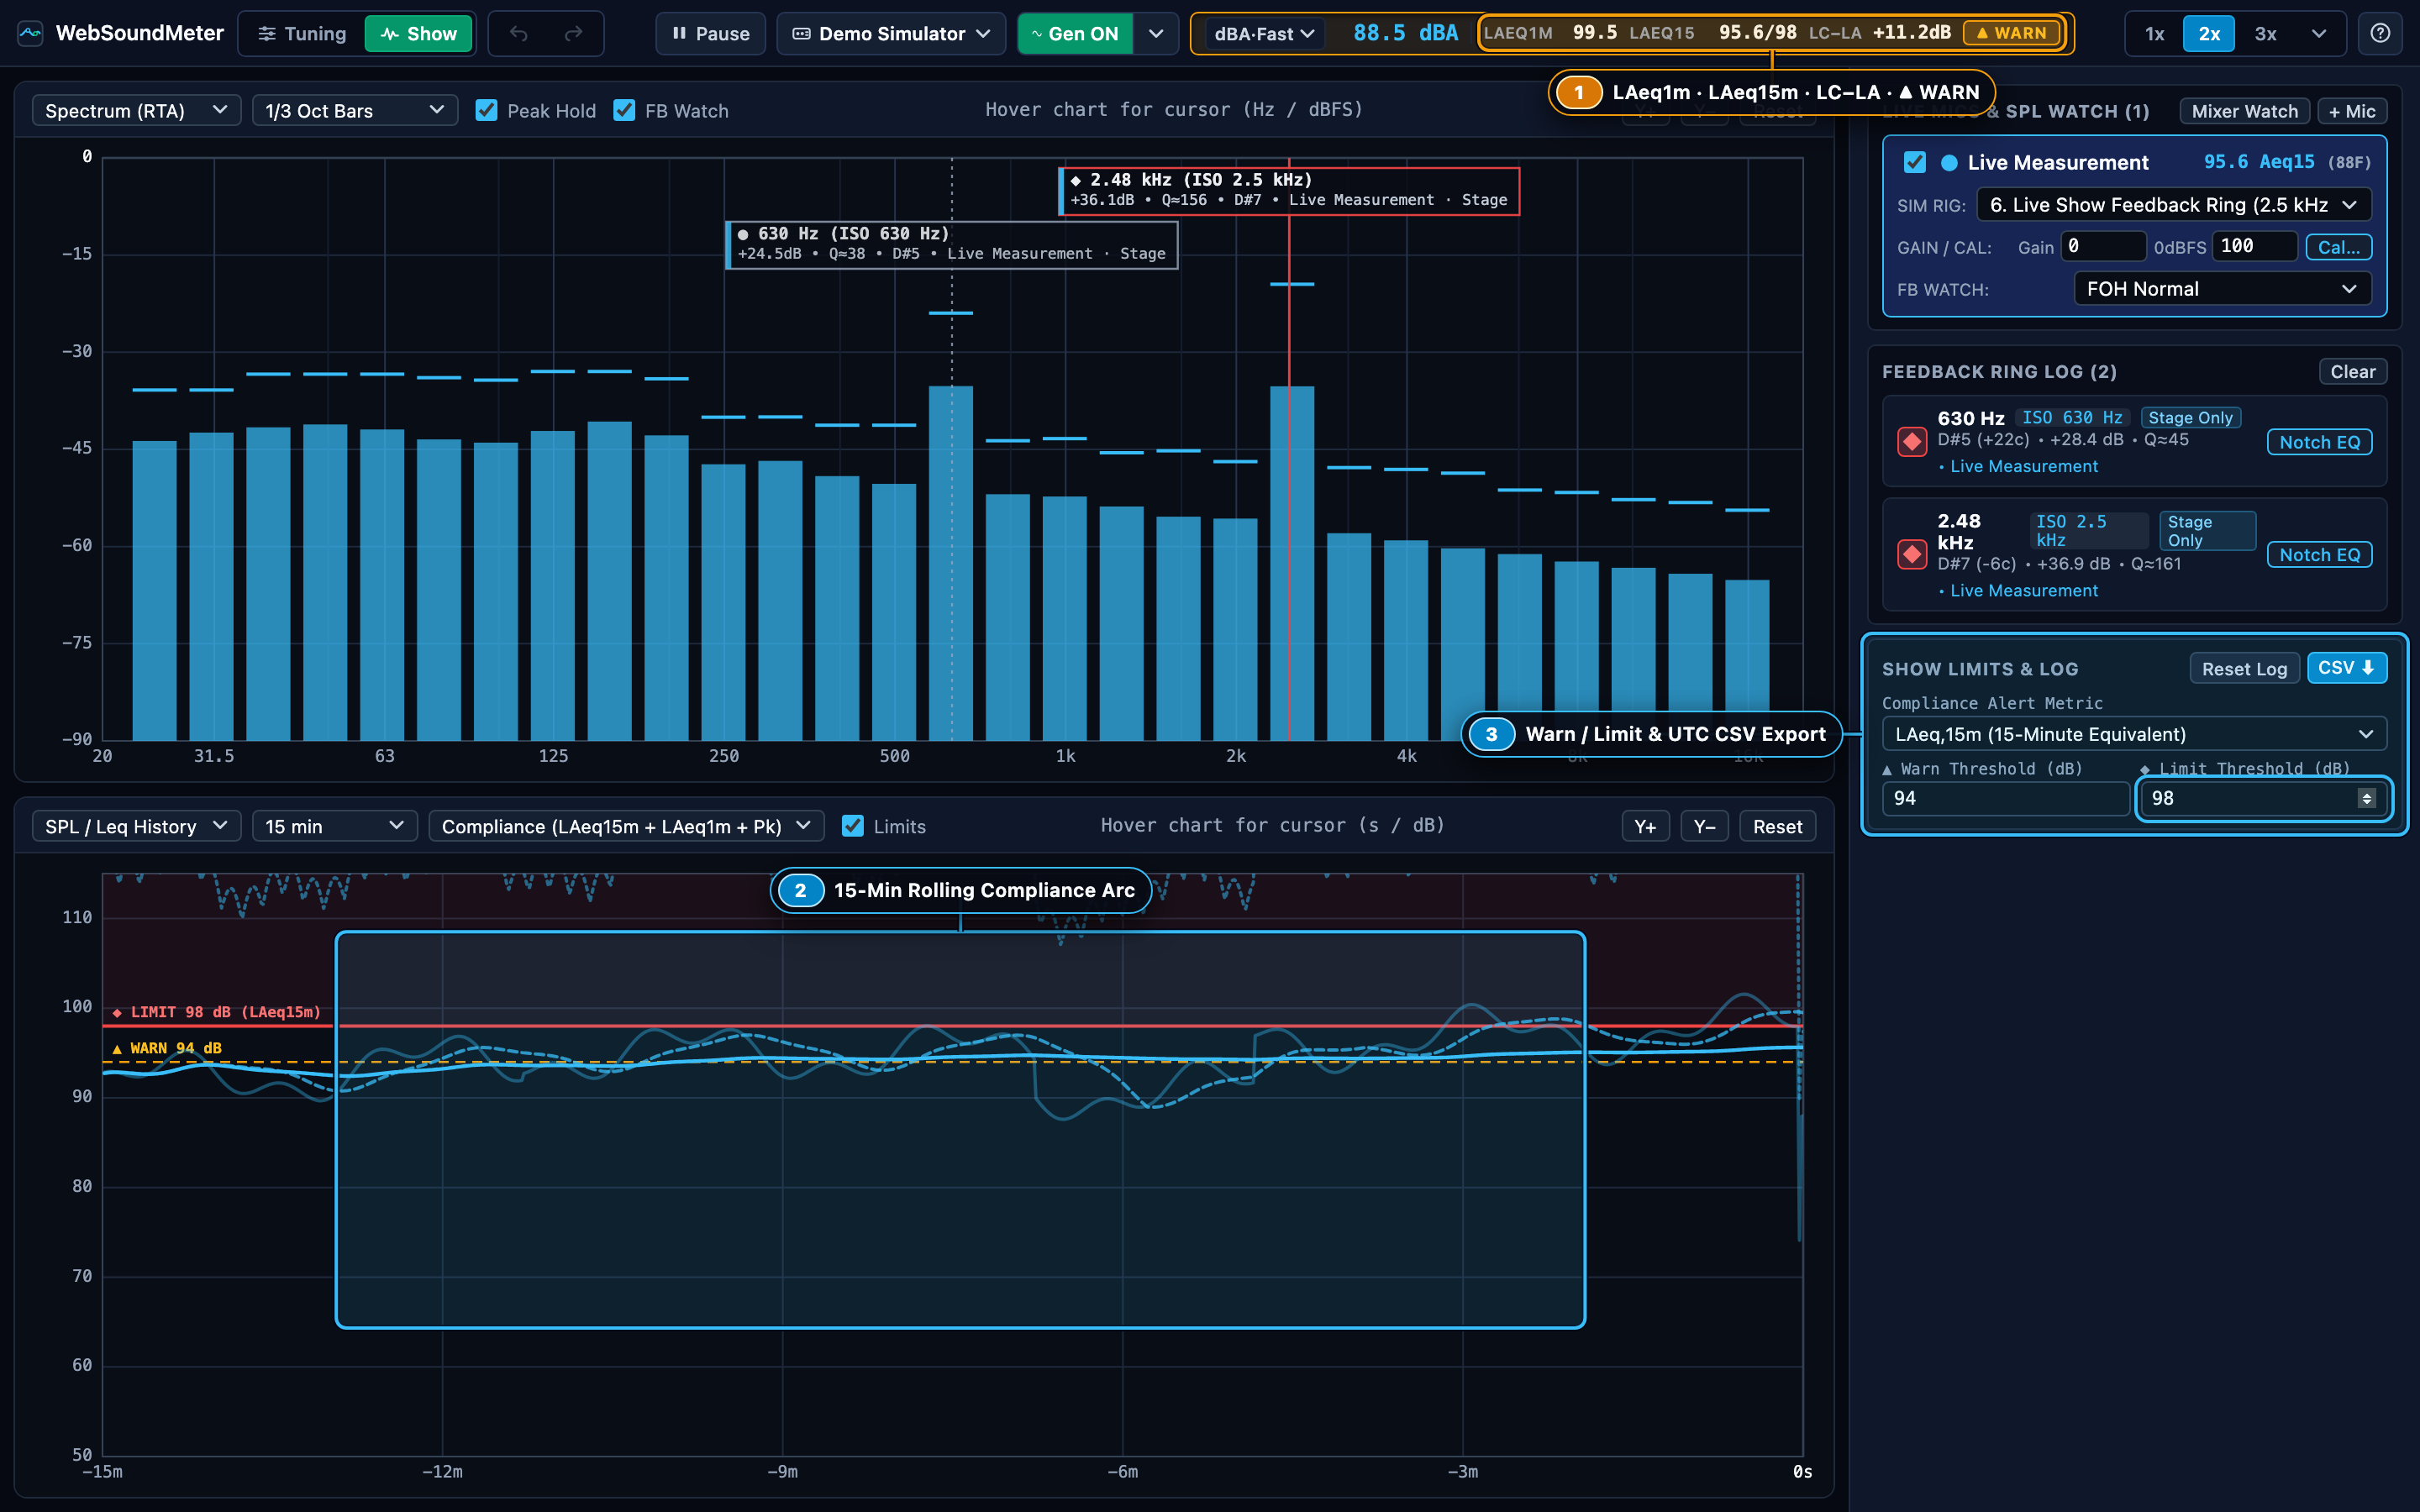 WebSoundMeter Tuning Show Pause Demo Simulator ~ Gen ON dBA·Fast 88.5 dBA LAEQ1M 99.5 LAEQ15 95.6/98 LC−LA +11.2dB ▲ WARN 1x 2x 3x
1 LAeq1m · LAeq15m · LC−LA · ▲ WARN
Spectrum (RTA) 1/3 Oct Bars Peak Hold FB Watch Hover chart for cursor (Hz / dBFS)
0
−15
−30
−45
−60
−75
−90
◆ 2.48 kHz (ISO 2.5 kHz)
+36.1dB • Q≈156 • D#7 • Live Measurement · Stage
● 630 Hz (ISO 630 Hz)
+24.5dB • Q≈38 • D#5 • Live Measurement · Stage
20 31.5 63 125 250 500 1k 2k 4k 8k 16k
3 Warn / Limit & UTC CSV Export
SPL / Leq History 15 min Compliance (LAeq15m + LAeq1m + Pk) Limits Hover chart for cursor (s / dB) Y+ Y− Reset
2 15-Min Rolling Compliance Arc
110
100
90
80
70
60
50
◆ LIMIT 98 dB (LAeq15m)
▲ WARN 94 dB
−15m −12m −9m −6m −3m 0s
& SPL WATCH (1) Mixer Watch + Mic
Live Measurement 95.6 Aeq15 (88F)
SIM RIG: 6. Live Show Feedback Ring (2.5 kHz
GAIN / CAL: Gain 0 0dBFS 100 Cal...
FB WATCH: FOH Normal
FEEDBACK RING LOG (2) Clear
630 Hz ISO 630 Hz Stage Only
D#5 (+22c) • +28.4 dB • Q≈45
• Live Measurement
Notch EQ
2.48 kHz ISO 2.5 kHz Stage Only
D#7 (-6c) • +36.9 dB • Q≈161
• Live Measurement
Notch EQ
SHOW LIMITS & LOG Reset Log CSV ⬇
Compliance Alert Metric
LAeq,15m (15-Minute Equivalent)
▲ Warn Threshold (dB) ◆ Limit Threshold (dB)
94 98